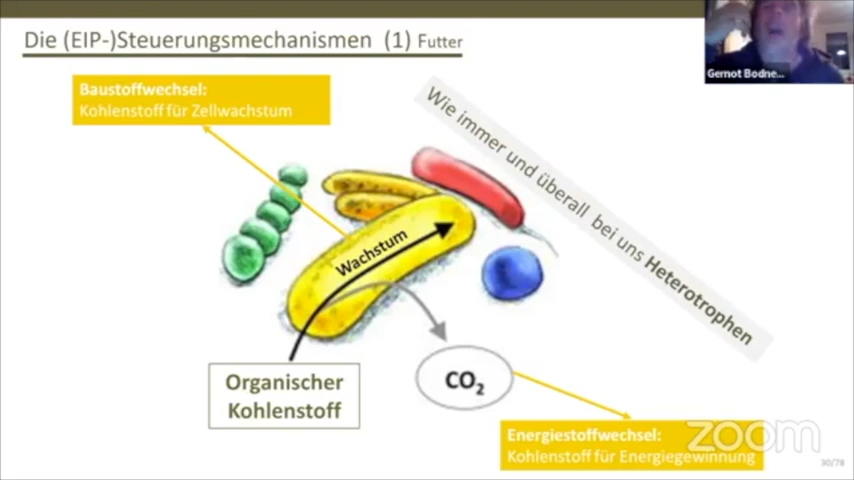 Die (EIP-)Steuerungsmechanismen (1) Futter
Gernot Bodne...
Baustoffwechsel:
Kohlenstoff für Zellwachstum
Wie immer und überall bei uns Heterotrophen
Wachstum
Organischer
Kohlenstoff
CO₂
Energiestoffwechsel:
Kohlenstoff für Energiegewinnung
zoom
30/78